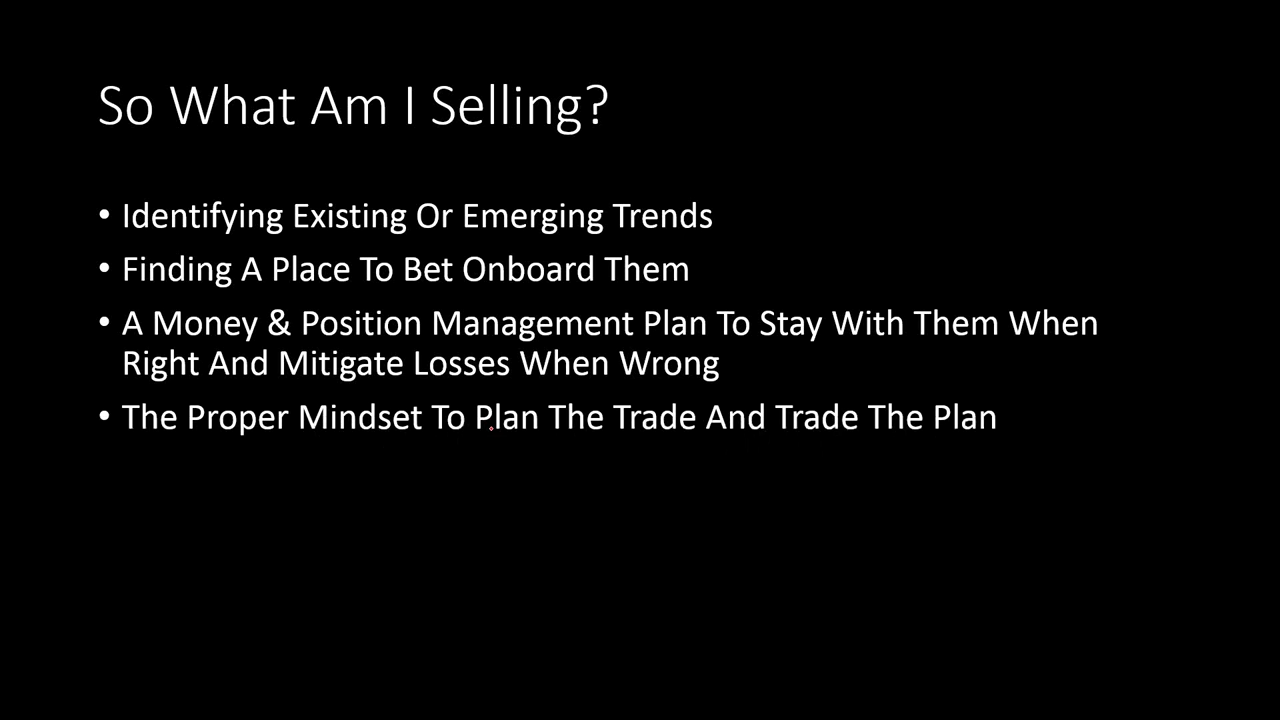 So What Am I Selling?
• Identifying Existing Or Emerging Trends
• Finding A Place To Bet Onboard Them
• A Money & Position Management Plan To Stay With Them When
Right And Mitigate Losses When Wrong
• The Proper Mindset To Plan The Trade And Trade The Plan